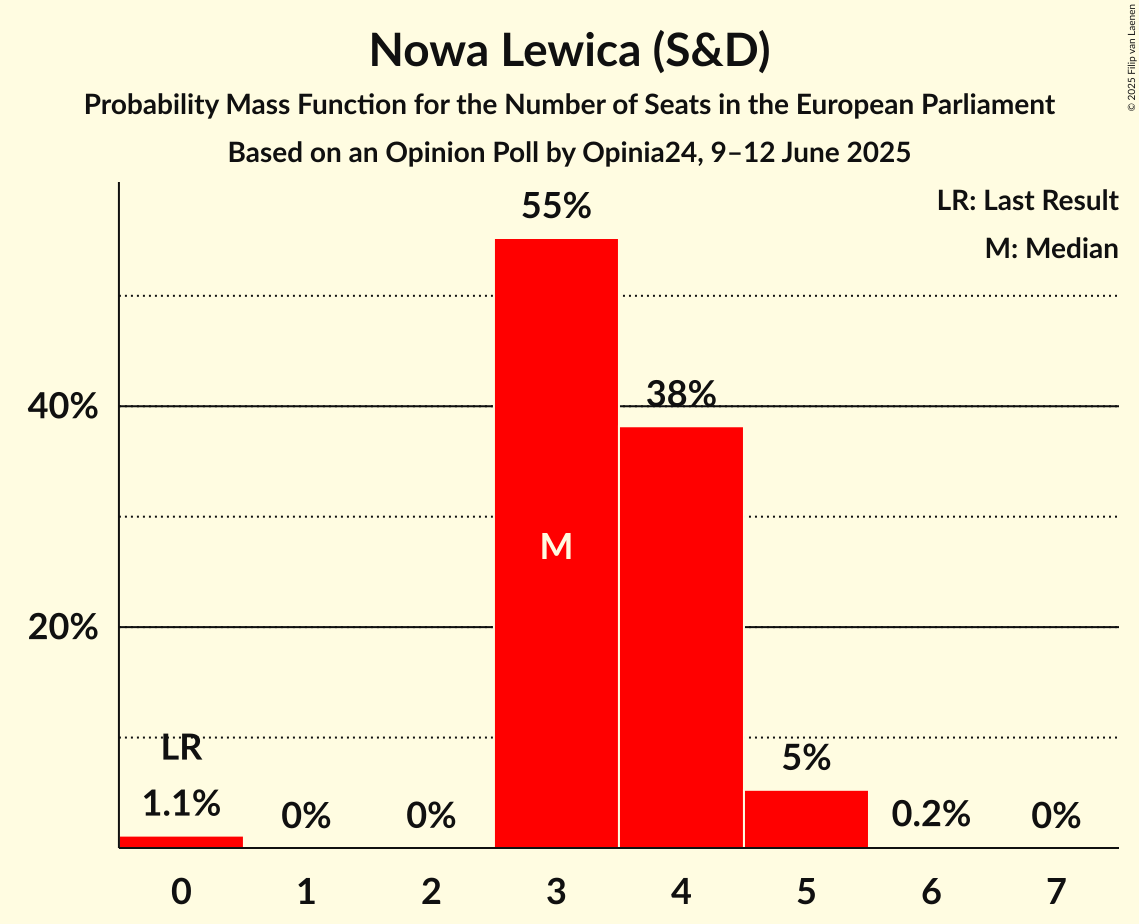 Nowa Lewica (S&D)
Probability Mass Function for the Number of Seats in the European Parliament
Based on an Opinion Poll by Opinia24, 9–12 June 2025
© 2025 Filip van Laenen
LR: Last Result
M: Median
55%
38%
40%
M
20%
LR
5%
1.1%
0%
0%
0.2%
0%
0 1 2 3 4 5 6 7